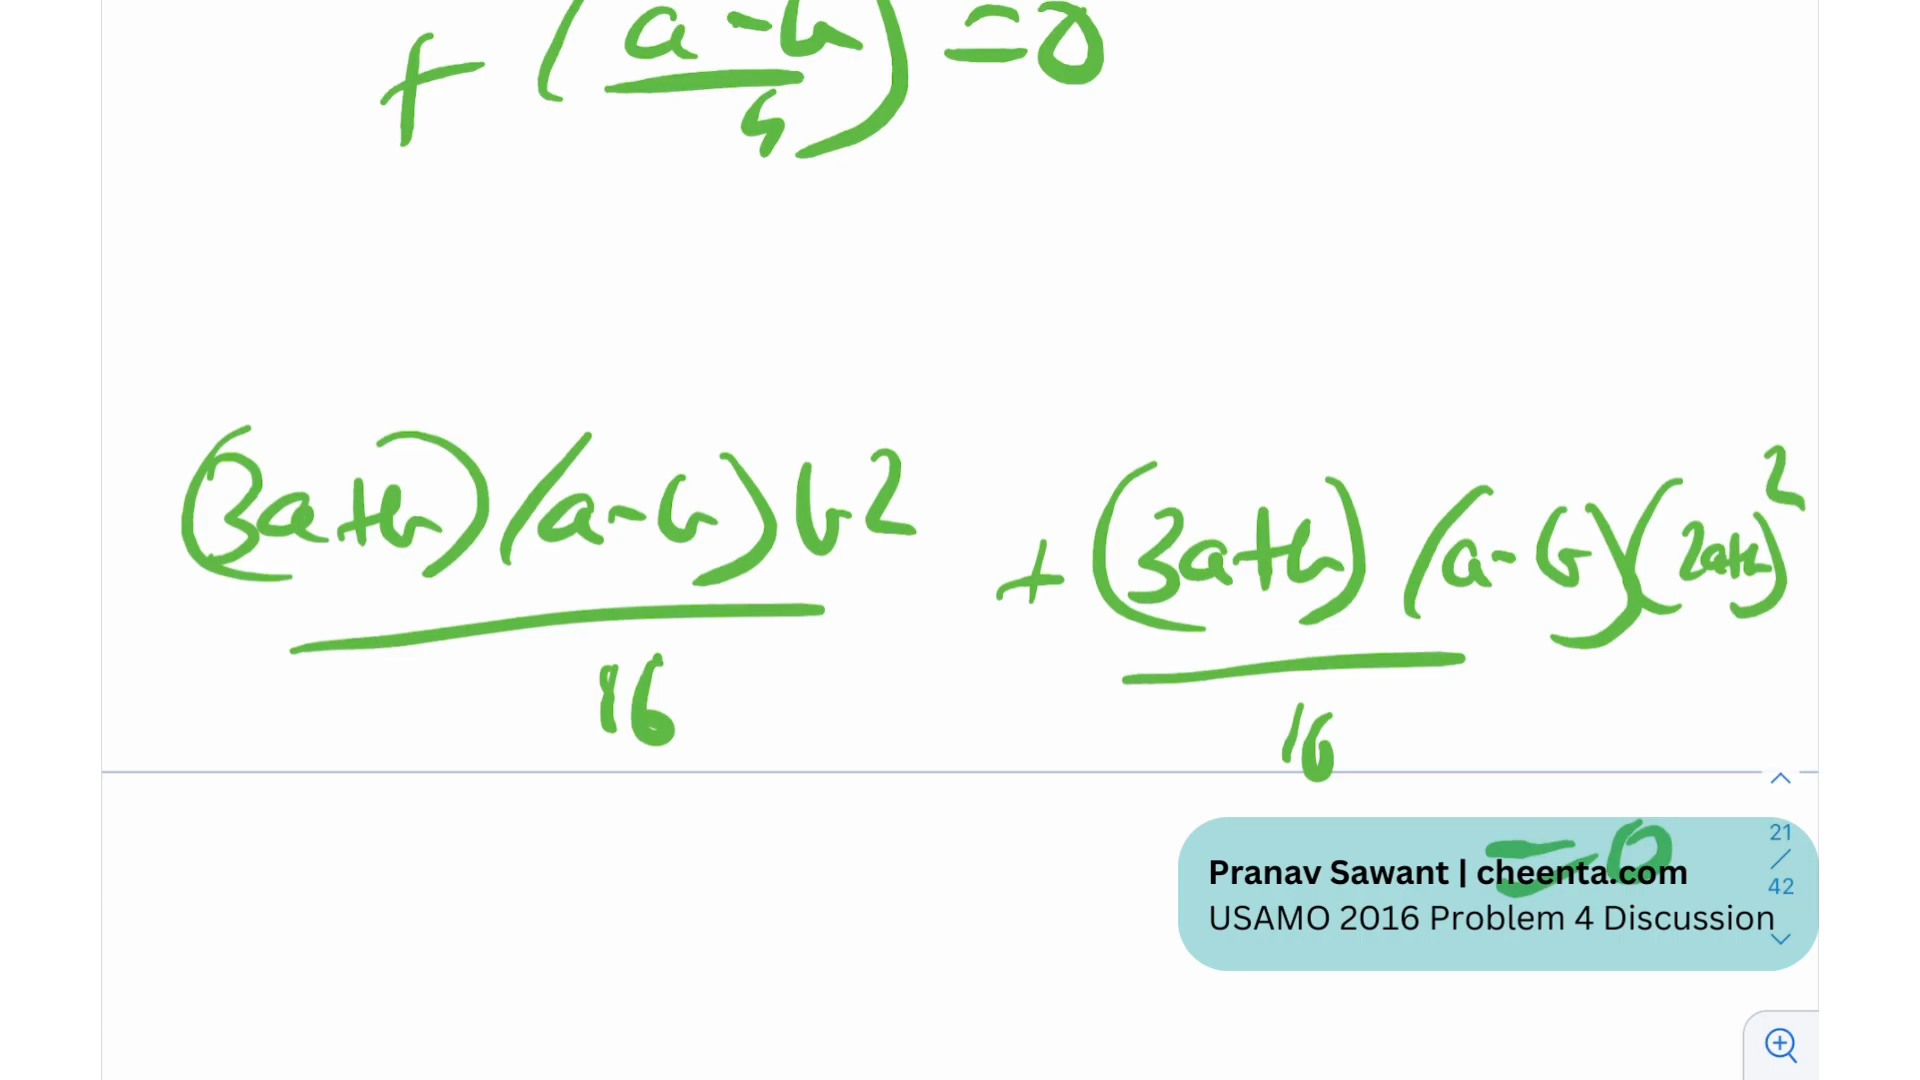 + (a-b/4) = 0
(3a+b)(a-b)b2/16 + (3a+b)(a-b)(2a+b)²/16
= 0
21
/
42
Pranav Sawant | cheenta.com
USAMO 2016 Problem 4 Discussion